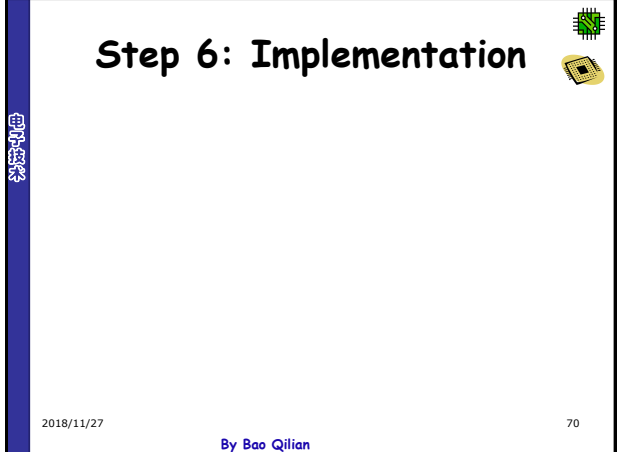 Step 6: Implementation
电子技术
2018/11/27
70
By Bao Qilian